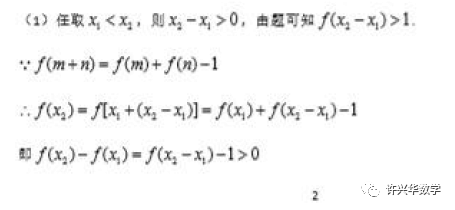 （1）任取 x₁ < x₂，则 x₂ − x₁ > 0，由题可知 f(x₂ − x₁) > 1.
∵ f(m+n) = f(m) + f(n) − 1
∴ f(x₂) = f[x₁ + (x₂ − x₁)] = f(x₁) + f(x₂ − x₁) − 1
即 f(x₂) − f(x₁) = f(x₂ − x₁) − 1 > 0
2
许兴华数学